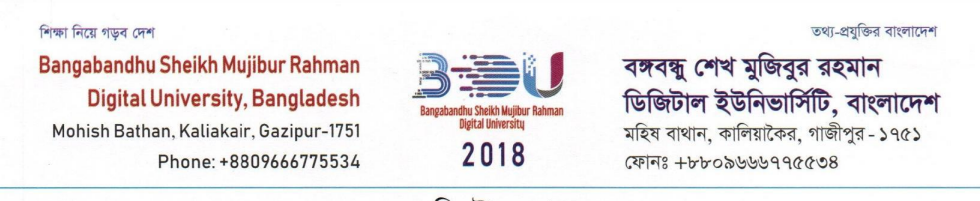 শিক্ষা নিয়ে গড়ব দেশ
তথ্য-প্রযুক্তির বাংলাদেশ
Bangabandhu Sheikh Mujibur Rahman
Digital University, Bangladesh
Mohish Bathan, Kaliakair, Gazipur-1751
Phone: +8809666775534
BDU
Bangabandhu Sheikh Mujibur Rahman
Digital University
2018
বঙ্গবন্ধু শেখ মুজিবুর রহমান
ডিজিটাল ইউনিভার্সিটি, বাংলাদেশ
মহিষ বাথান, কালিয়াকৈর, গাজীপুর - ১৭৫১
ফোনঃ +৮৮০৯৬৬৬৭৭৫৫৩৪